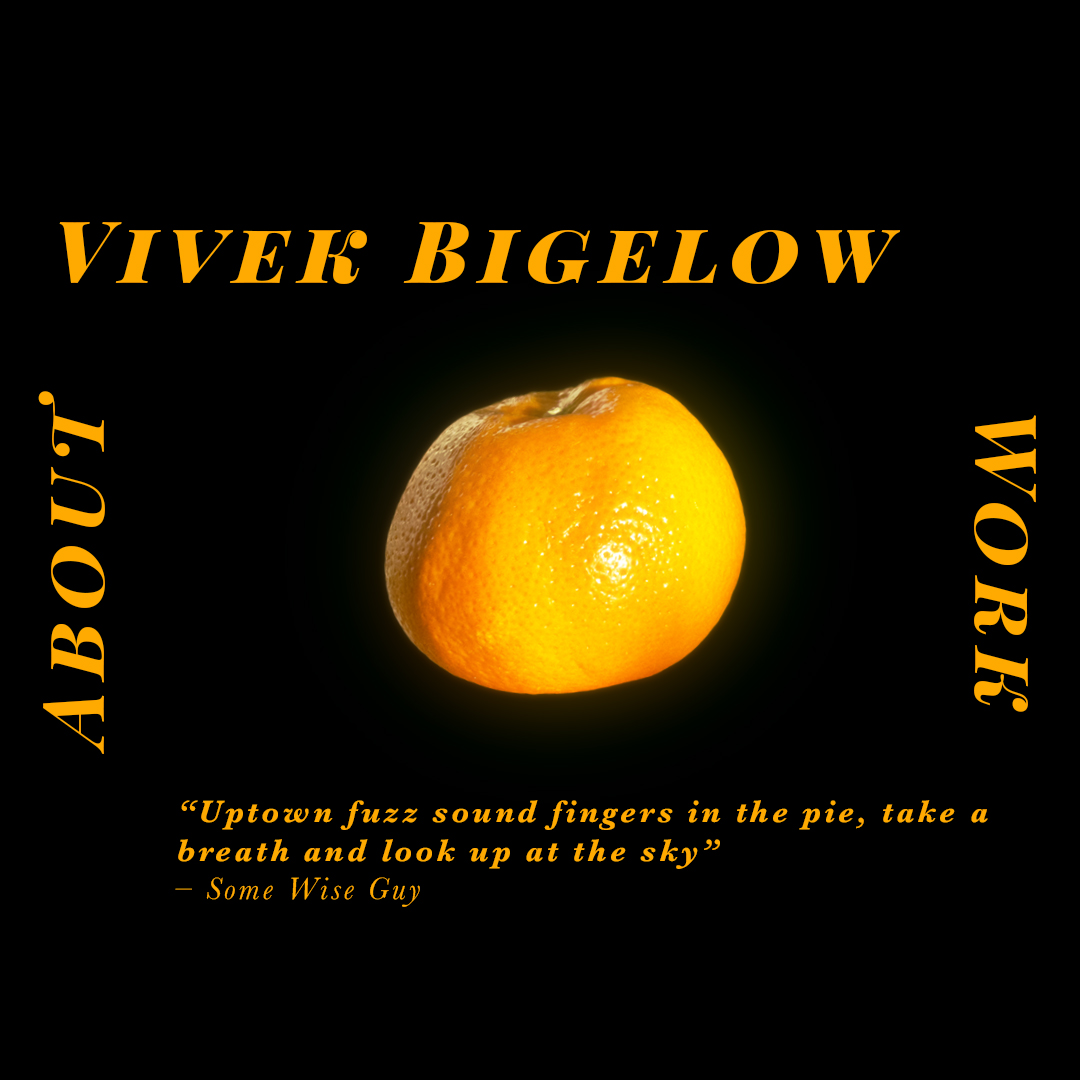 VIVEK BIGELOW
ABOUT
WORK
“Uptown fuzz sound fingers in the pie, take a
breath and look up at the sky”
– Some Wise Guy